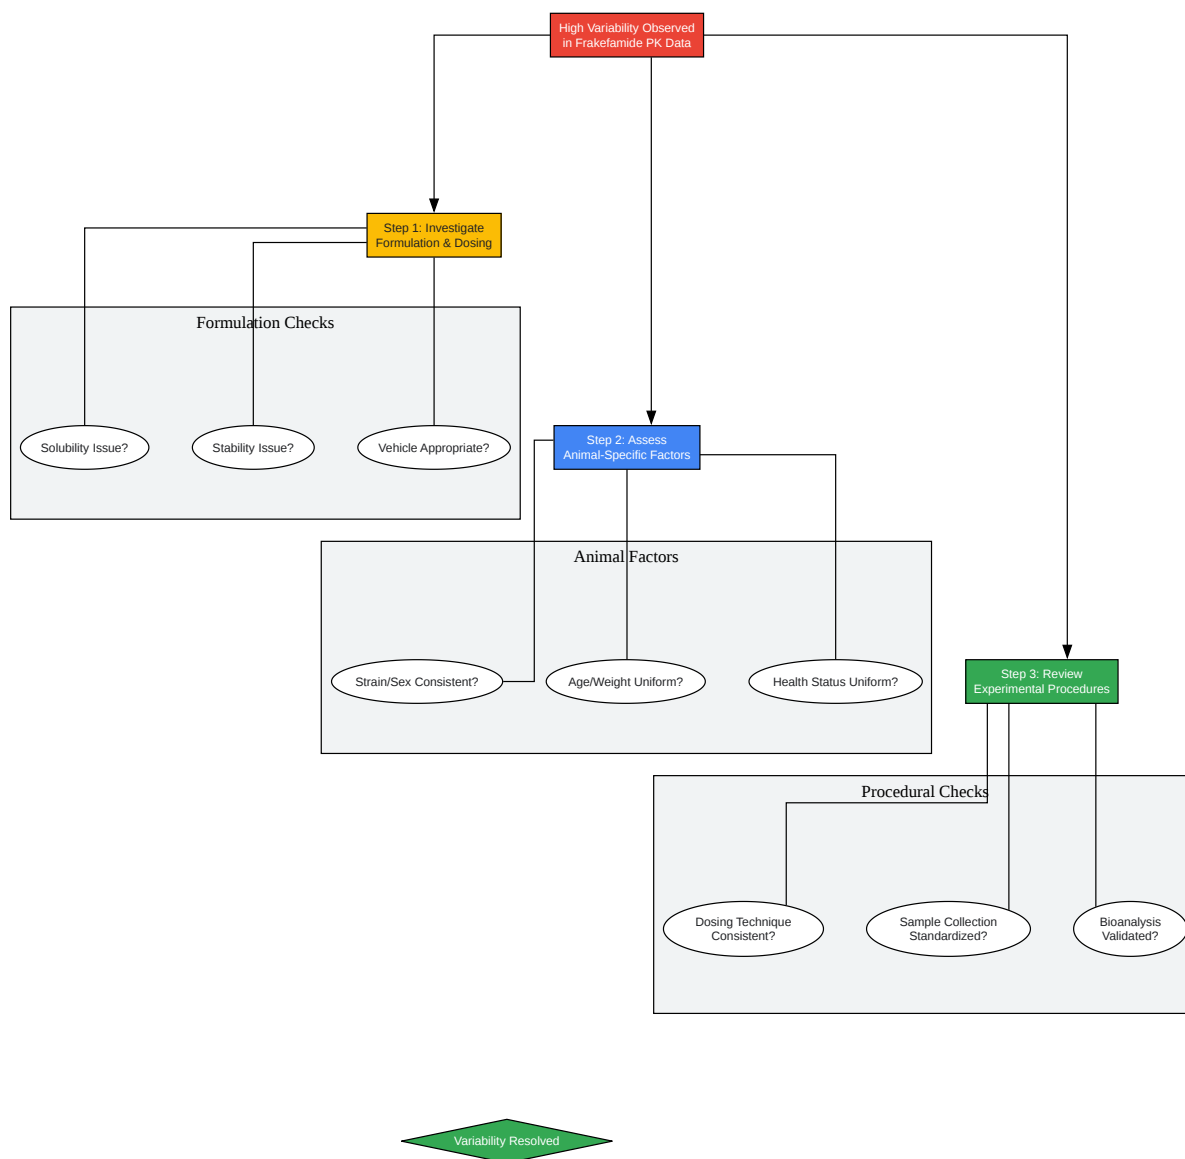 High Variability Observed
in Frakefamide PK Data
Step 1: Investigate
Formulation & Dosing
Formulation Checks
Solubility Issue?
Stability Issue?
Vehicle Appropriate?
Step 2: Assess
Animal-Specific Factors
Animal Factors
Strain/Sex Consistent?
Age/Weight Uniform?
Health Status Uniform?
Step 3: Review
Experimental Procedures
Procedural Checks
Dosing Technique
Consistent?
Sample Collection
Standardized?
Bioanalysis
Validated?
Variability Resolved